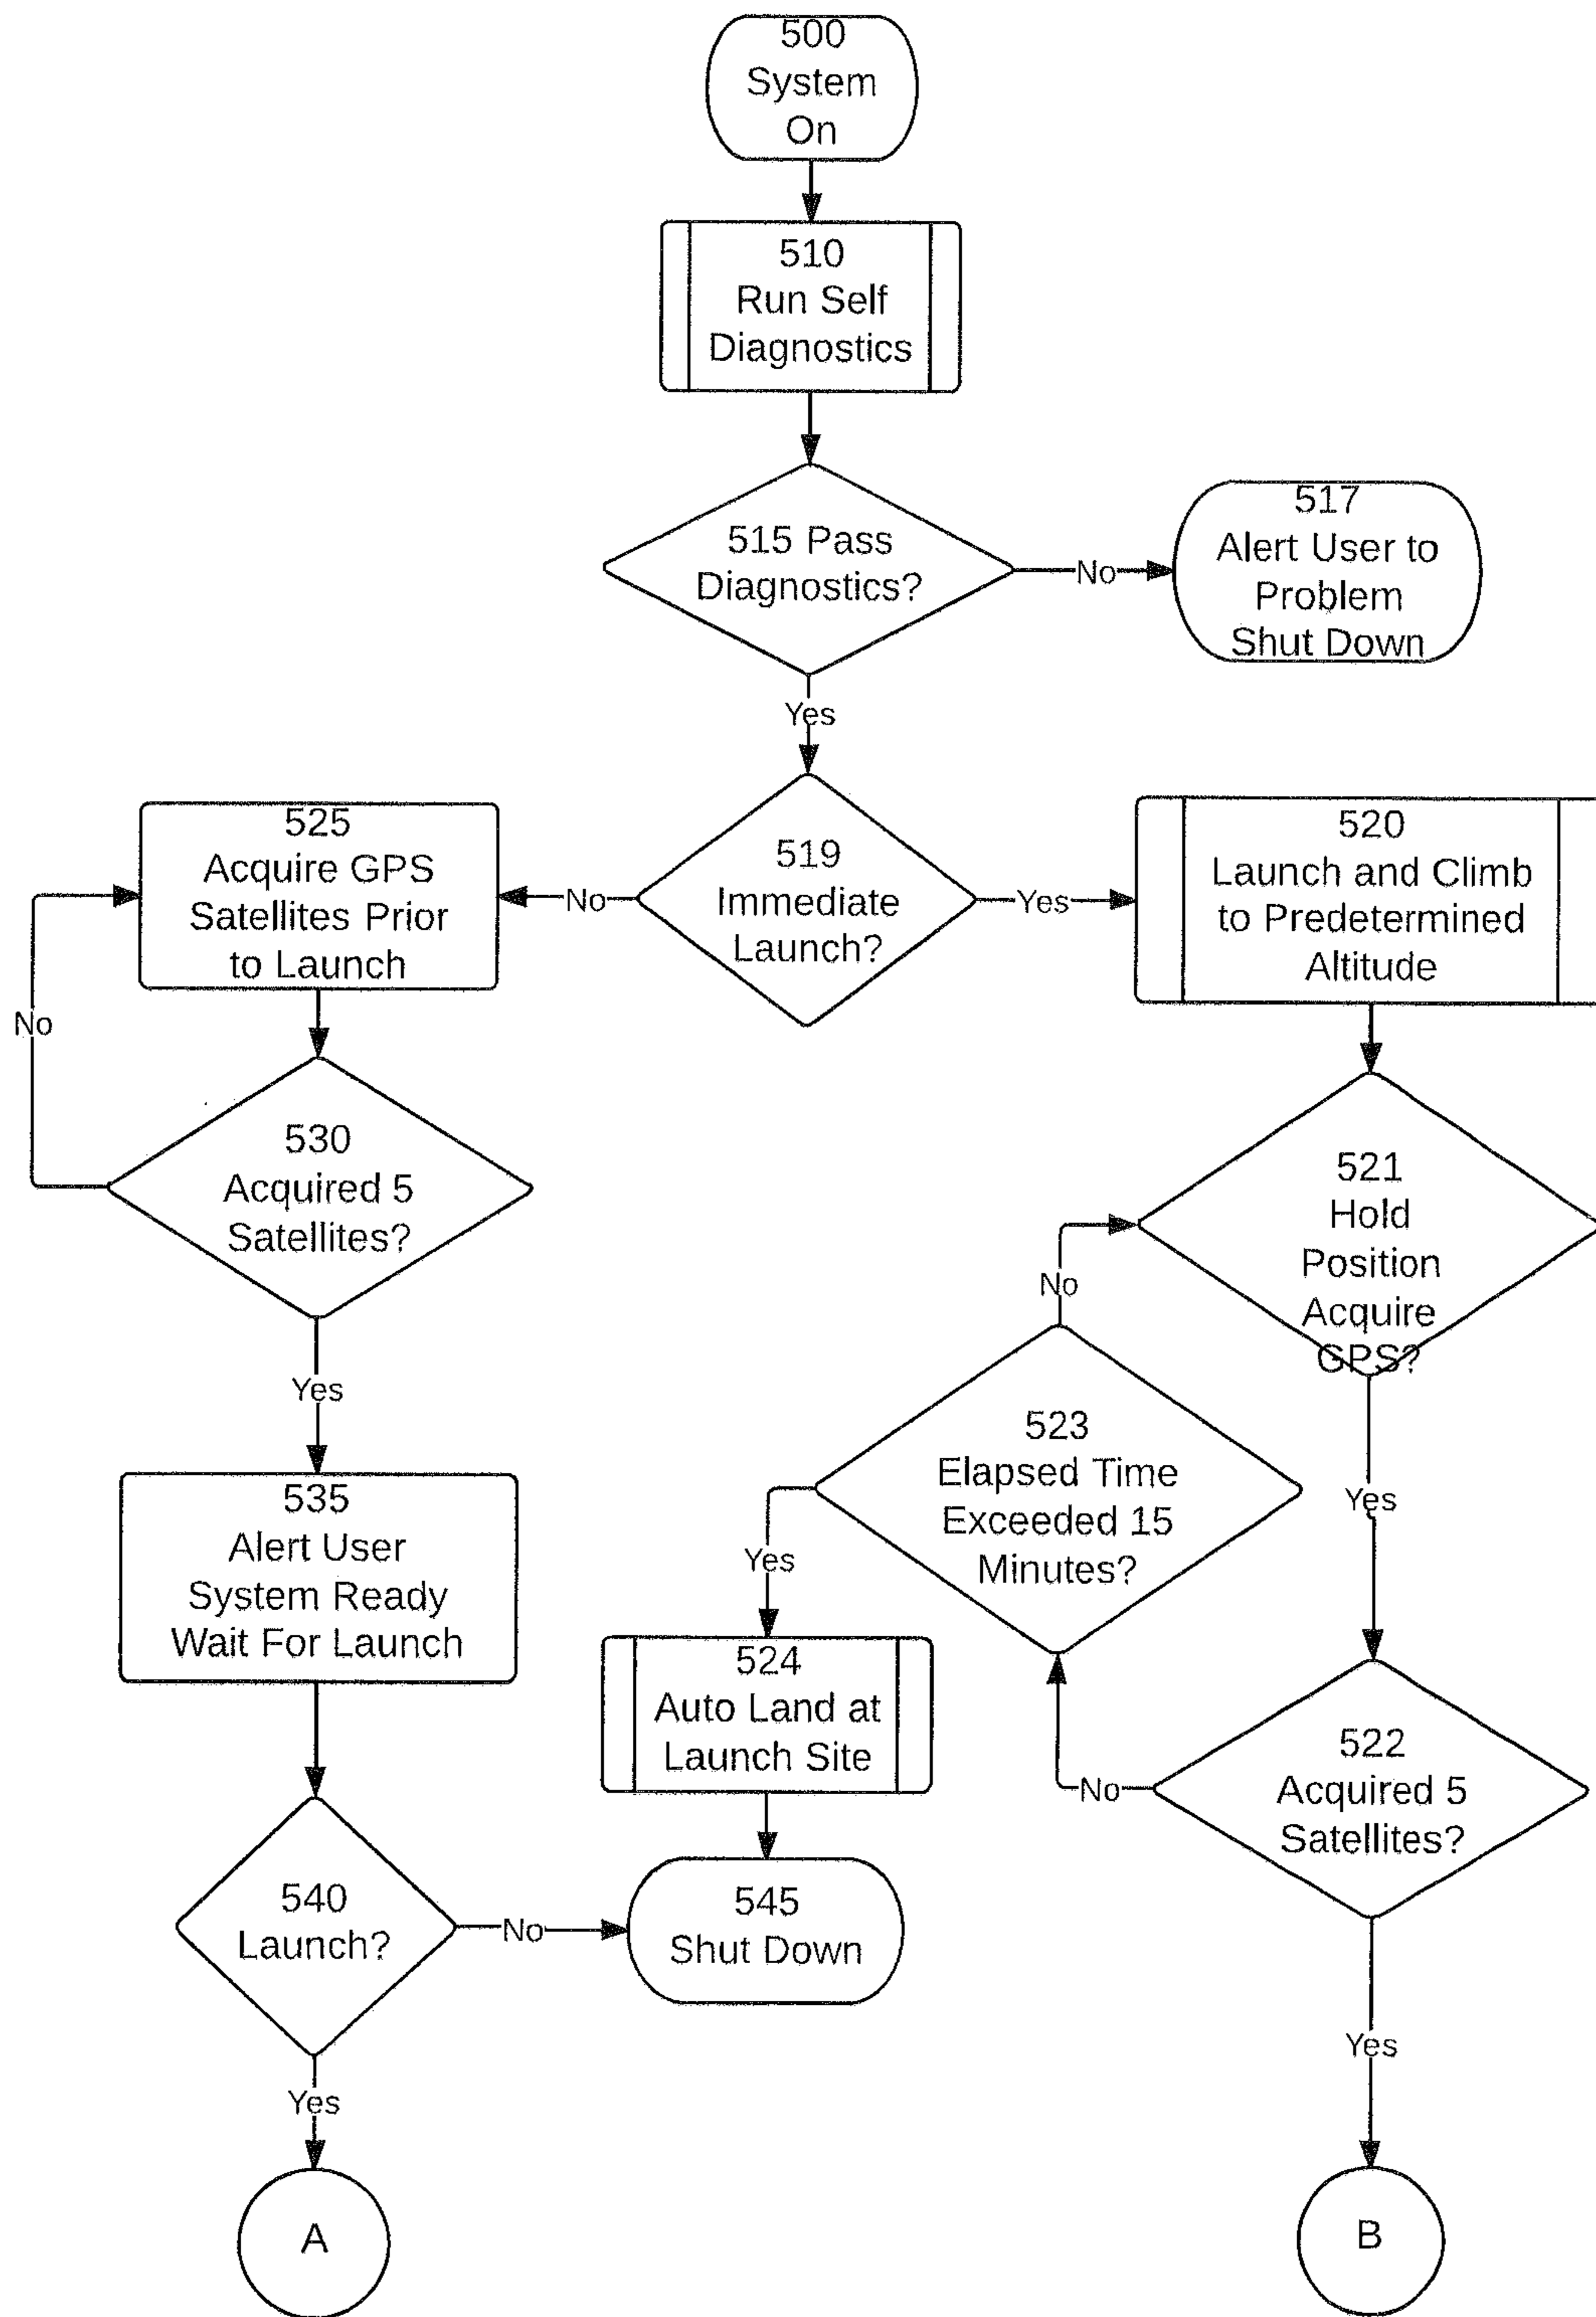 500
System
On
510
Run Self
Diagnostics
515 Pass
Diagnostics?
No
517
Alert User to
Problem
Shut Down
Yes
519
Immediate
Launch?
No
Yes
525
Acquire GPS
Satellites Prior
to Launch
520
Launch and Climb
to Predetermined
Altitude
No
530
Acquired 5
Satellites?
521
Hold
Position
Acquire
GPS?
No
Yes
523
Elapsed Time
Exceeded 15
Minutes?
Yes
535
Alert User
System Ready
Wait For Launch
Yes
524
Auto Land at
Launch Site
522
Acquired 5
Satellites?
No
540
Launch?
No
545
Shut Down
Yes
Yes
A
B